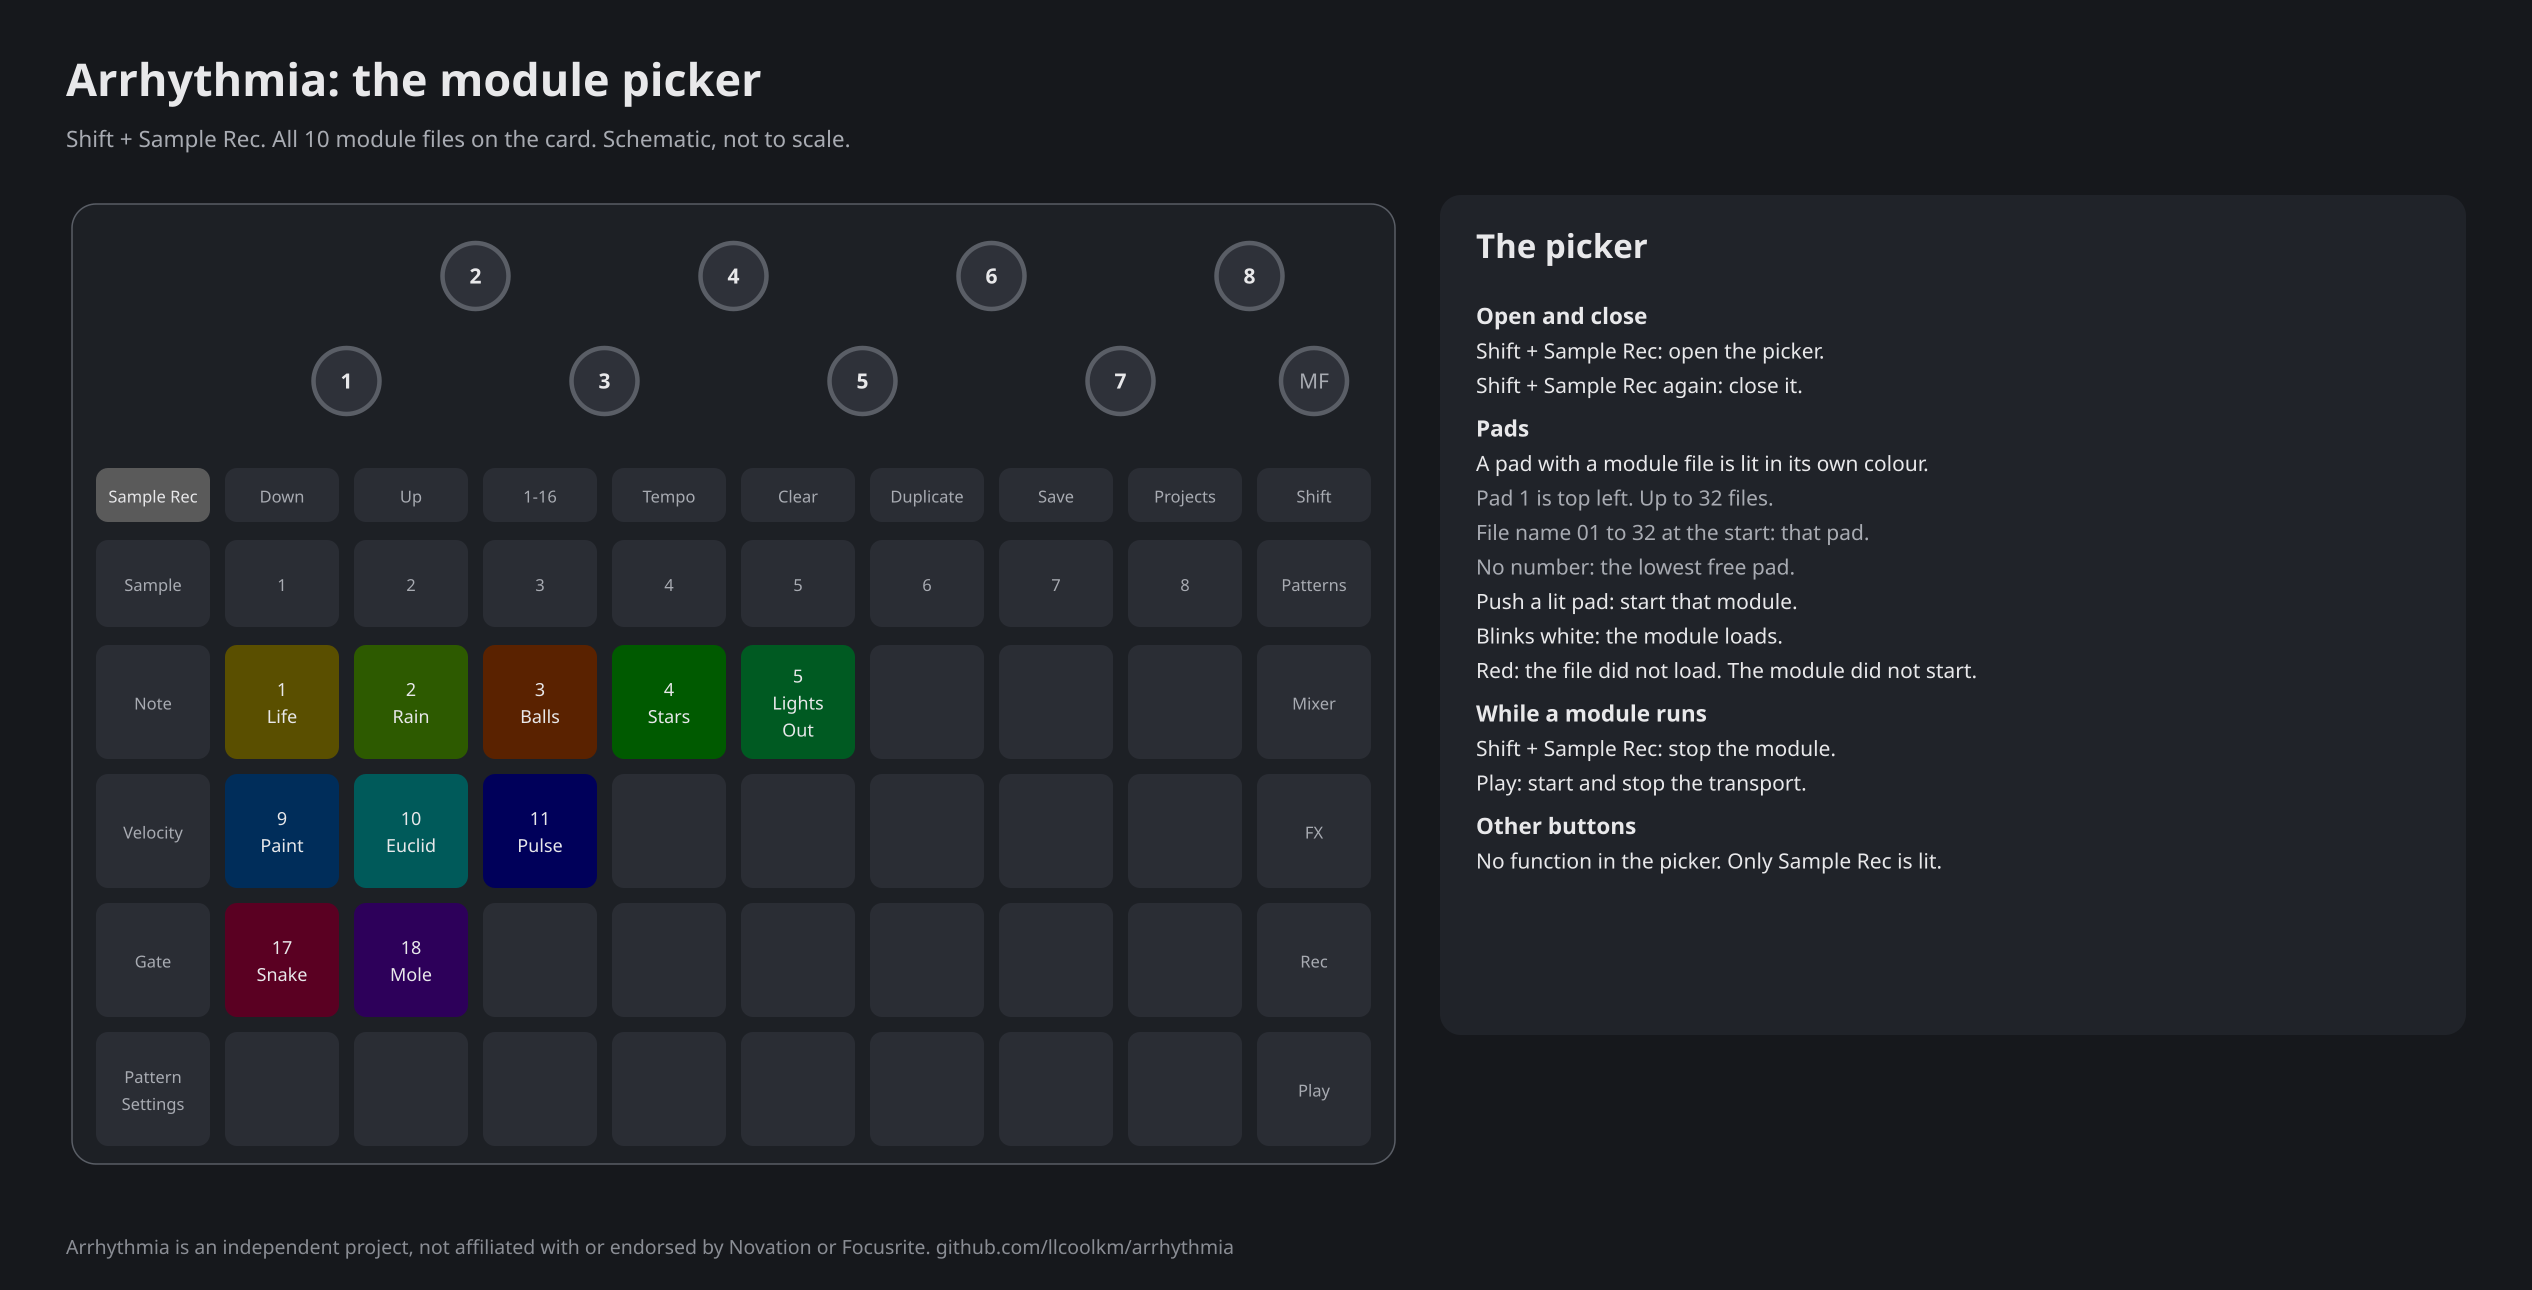 Arrhythmia: the module picker
Shift + Sample Rec. All 10 module files on the card. Schematic, not to scale.
2
4
6
8
1
3
5
7
MF
Sample Rec
Down
Up
1-16
Tempo
Clear
Duplicate
Save
Projects
Shift
Sample
1
2
3
4
5
6
7
8
Patterns
Note
1
Life
2
Rain
3
Balls
4
Stars
5
Lights
Out
Mixer
Velocity
9
Paint
10
Euclid
11
Pulse
FX
Gate
17
Snake
18
Mole
Rec
Pattern
Settings
Play
The picker
Open and close
Shift + Sample Rec: open the picker.
Shift + Sample Rec again: close it.
Pads
A pad with a module file is lit in its own colour.
Pad 1 is top left. Up to 32 files.
File name 01 to 32 at the start: that pad.
No number: the lowest free pad.
Push a lit pad: start that module.
Blinks white: the module loads.
Red: the file did not load. The module did not start.
While a module runs
Shift + Sample Rec: stop the module.
Play: start and stop the transport.
Other buttons
No function in the picker. Only Sample Rec is lit.
Arrhythmia is an independent project, not affiliated with or endorsed by Novation or Focusrite. github.com/llcoolkm/arrhythmia